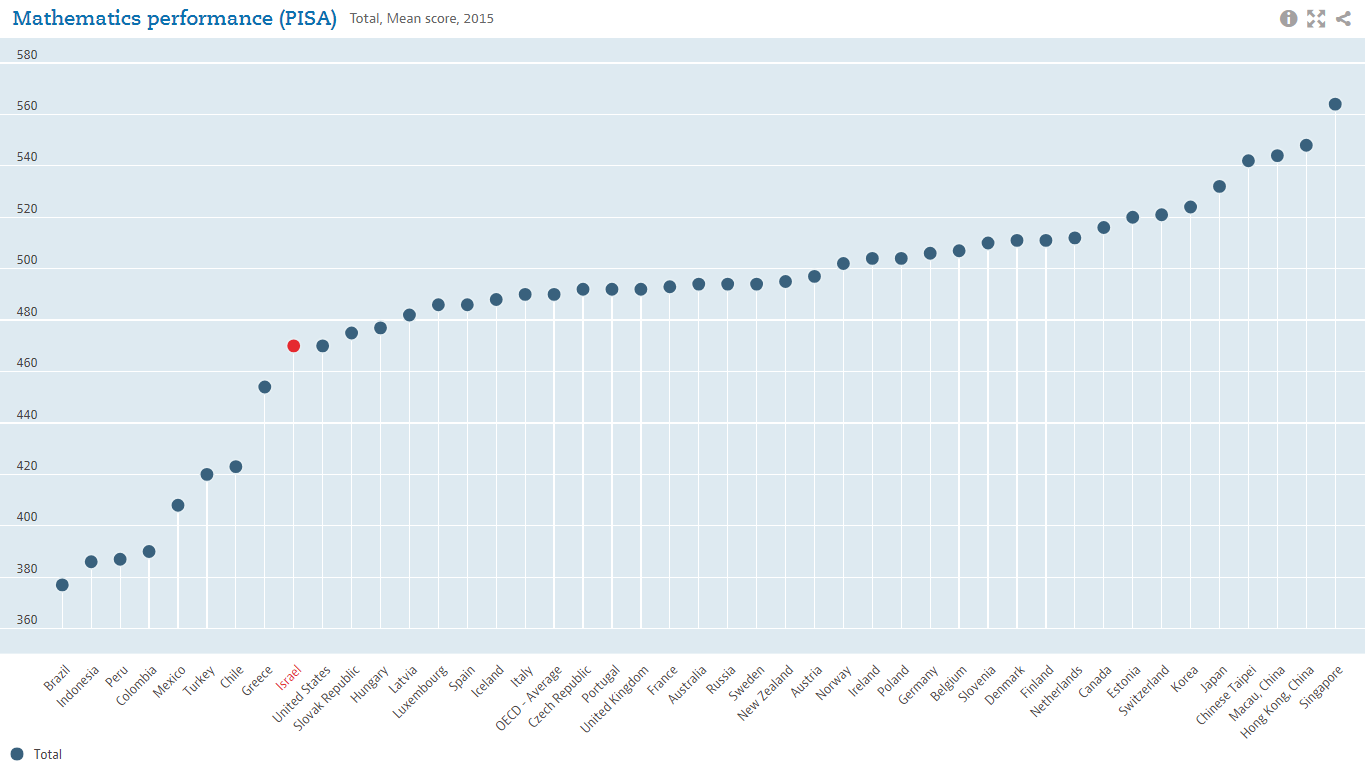 Mathematics performance (PISA) Total, Mean score, 2015
580
560
540
520
500
480
460
440
420
400
380
360
Brazil
Indonesia
Peru
Colombia
Mexico
Turkey
Chile
Greece
Israel
United States
Slovak Republic
Hungary
Latvia
Luxembourg
Spain
Iceland
Italy
OECD - Average
Czech Republic
Portugal
United Kingdom
France
Australia
Russia
Sweden
New Zealand
Austria
Norway
Ireland
Poland
Germany
Belgium
Slovenia
Denmark
Finland
Netherlands
Canada
Estonia
Switzerland
Korea
Japan
Chinese Taipei
Macau, China
Hong Kong, China
Singapore
Total